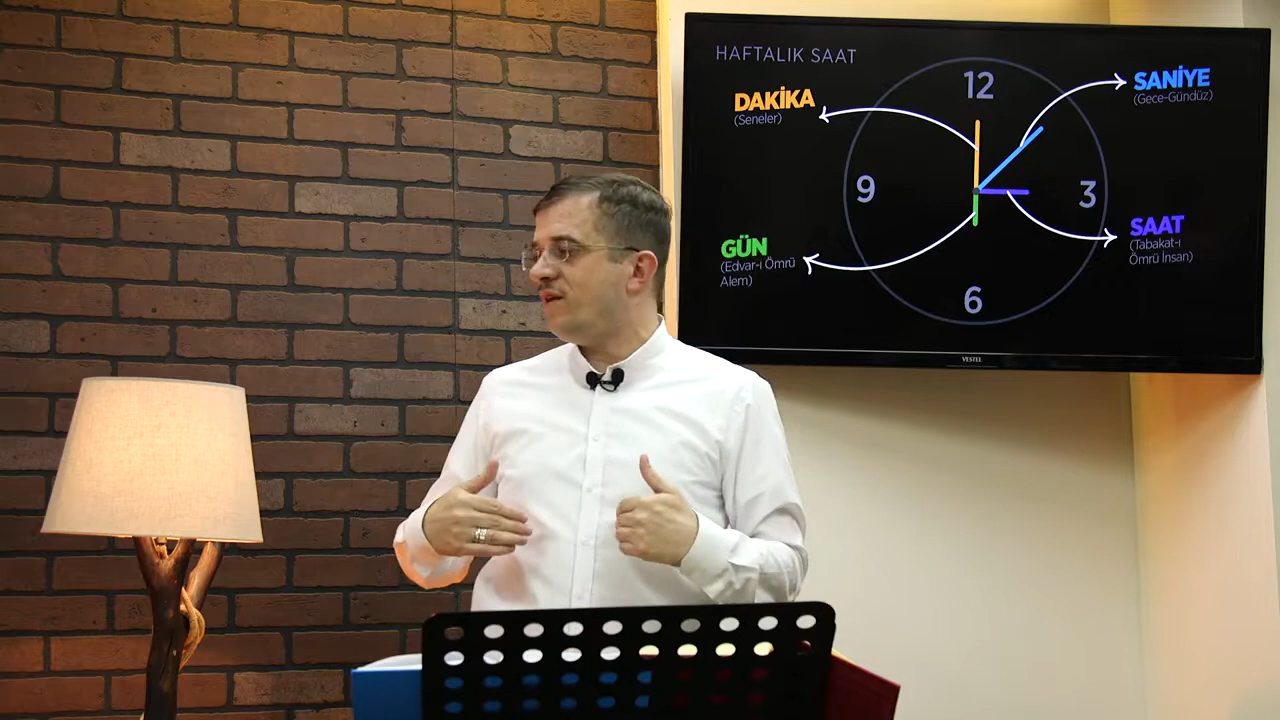 HAFTALIK SAAT
DAKİKA
(Seneler)
12
SANİYE
(Gece-Gündüz)
9
3
GÜN
(Edvar-ı Ömrü
Alem)
SAAT
(Tabakat-ı
Ömrü İnsan)
6
VESTEL